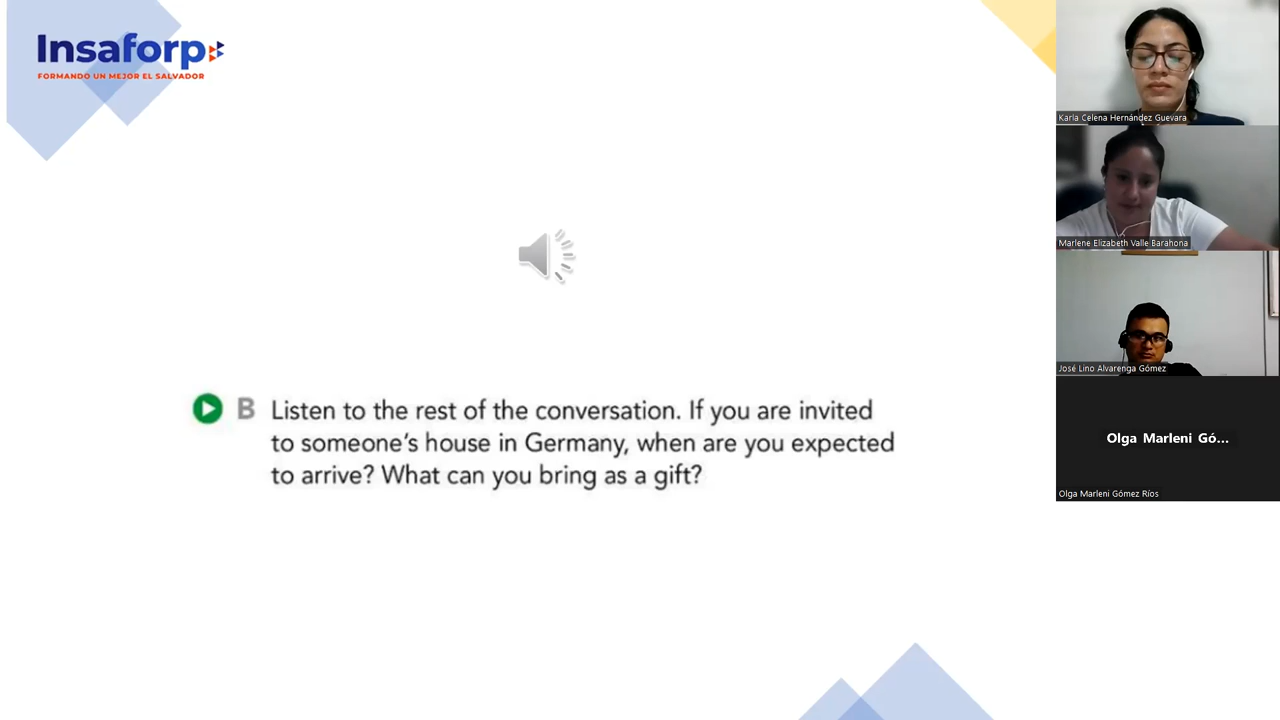 Insaforp
FORMANDO UN MEJOR EL SALVADOR
B Listen to the rest of the conversation. If you are invited
to someone's house in Germany, when are you expected
to arrive? What can you bring as a gift?
Karla Celena Hernández Guevara
Marlene Elizabeth Valle Barahona
José Lino Alvarenga Gómez
Olga Marleni Gó...
Olga Marleni Gómez Ríos